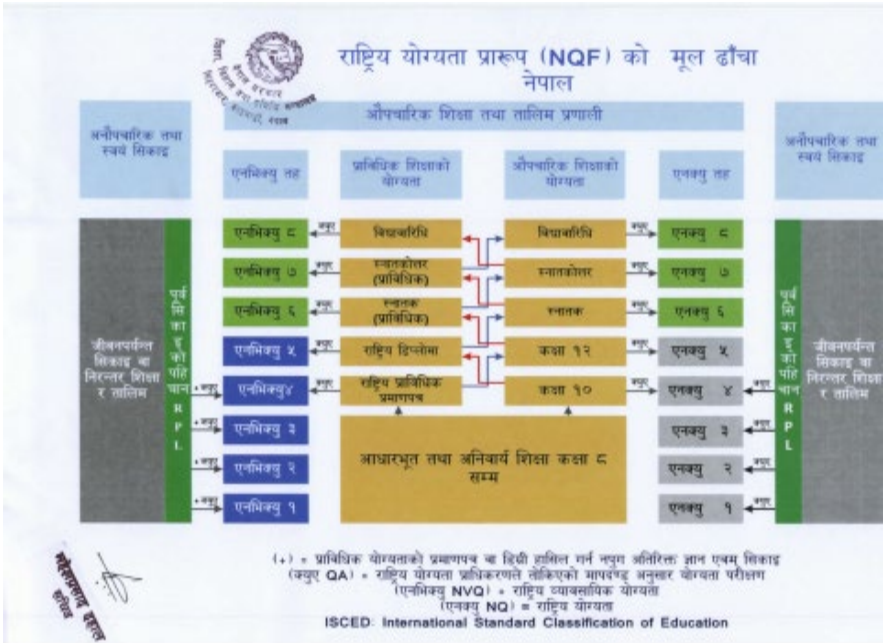 राष्ट्रिय योग्यता प्रारूप (NQF) को मूल ढाँचा
नेपाल
नेपाल सरकार
औपचारिक शिक्षा तथा तालिम प्रणाली
अनौपचारिक तथा
स्वयं सिकाइ
एनभिक्यु तह
प्राविधिक शिक्षाको
योग्यता
औपचारिक शिक्षाको
योग्यता
एनक्यु तह
अनौपचारिक तथा
स्वयं सिकाइ
एनभिक्यु ८
क्युए
विद्यावारिधि
विद्यावारिधि
क्युए
एनक्यु ८
एनभिक्यु ७
क्युए
स्नातकोत्तर
(प्राविधिक)
स्नातकोत्तर
क्युए
एनक्यु ७
एनभिक्यु ६
क्युए
स्नातक
(प्राविधिक)
स्नातक
क्युए
एनक्यु ६
एनभिक्यु ५
क्युए
राष्ट्रिय डिप्लोमा
कक्षा १२
क्युए
एनक्यु ५
+ क्युए
एनभिक्यु४
क्युए
राष्ट्रिय प्राविधिक
प्रमाणपत्र
कक्षा १०
क्युए
एनक्यु ४
क्युए
+ क्युए
एनभिक्यु ३
एनक्यु ३
क्युए
+ क्युए
एनभिक्यु २
एनक्यु २
क्युए
+ क्युए
एनभिक्यु १
एनक्यु १
क्युए
आधारभूत तथा अनिवार्य शिक्षा कक्षा ८
सम्म
जीवनपर्यन्त
सिकाइ वा
निरन्तर शिक्षा
र तालिम
पूर्व सिकाइको पहिचान RPL
पूर्व सिकाइको पहिचान RPL
जीवनपर्यन्त
सिकाइ वा
निरन्तर शिक्षा
र तालिम
(+) = प्राविधिक योग्यताको प्रमाणपत्र वा डिग्री हासिल गर्न नपुग अतिरिक्त ज्ञान एवम् सिकाइ
(क्युए QA) = राष्ट्रिय योग्यता प्राधिकरणले तोकिएको मापदण्ड अनुसार योग्यता परीक्षण
(एनभिक्यु NVQ) = राष्ट्रिय व्यावसायिक योग्यता
(एनक्यु NQ) = राष्ट्रिय योग्यता
ISCED: International Standard Classification of Education
सचिव